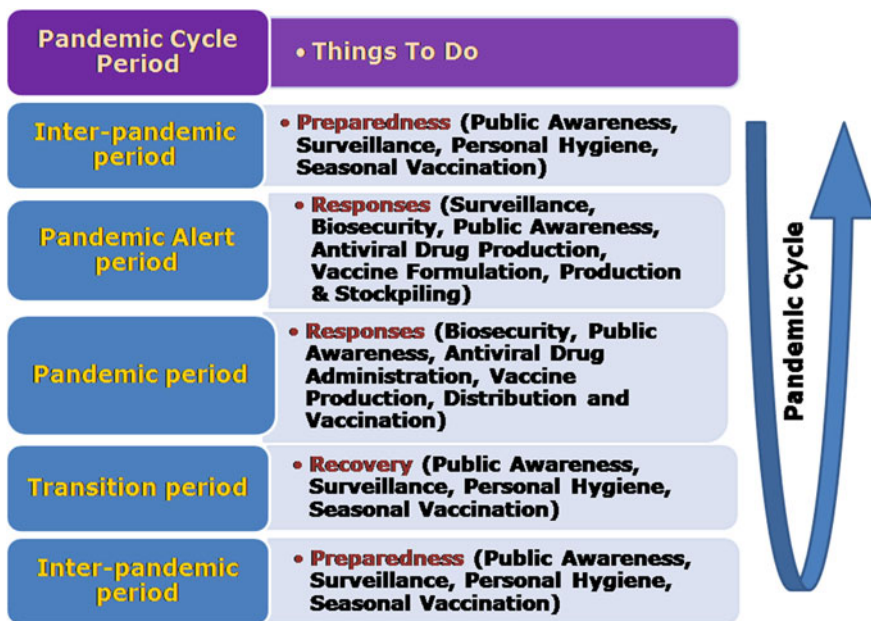 Pandemic Cycle
Period
• Things To Do
Inter-pandemic
period
• Preparedness (Public Awareness,
Surveillance, Personal Hygiene,
Seasonal Vaccination)
Pandemic Alert
period
• Responses (Surveillance,
Biosecurity, Public Awareness,
Antiviral Drug Production,
Vaccine Formulation, Production
& Stockpiling)
Pandemic period
• Responses (Biosecurity, Public
Awareness, Antiviral Drug
Administration, Vaccine
Production, Distribution and
Vaccination)
Transition period
• Recovery (Public Awareness,
Surveillance, Personal Hygiene,
Seasonal Vaccination)
Inter-pandemic
period
• Preparedness (Public Awareness,
Surveillance, Personal Hygiene,
Seasonal Vaccination)
Pandemic Cycle